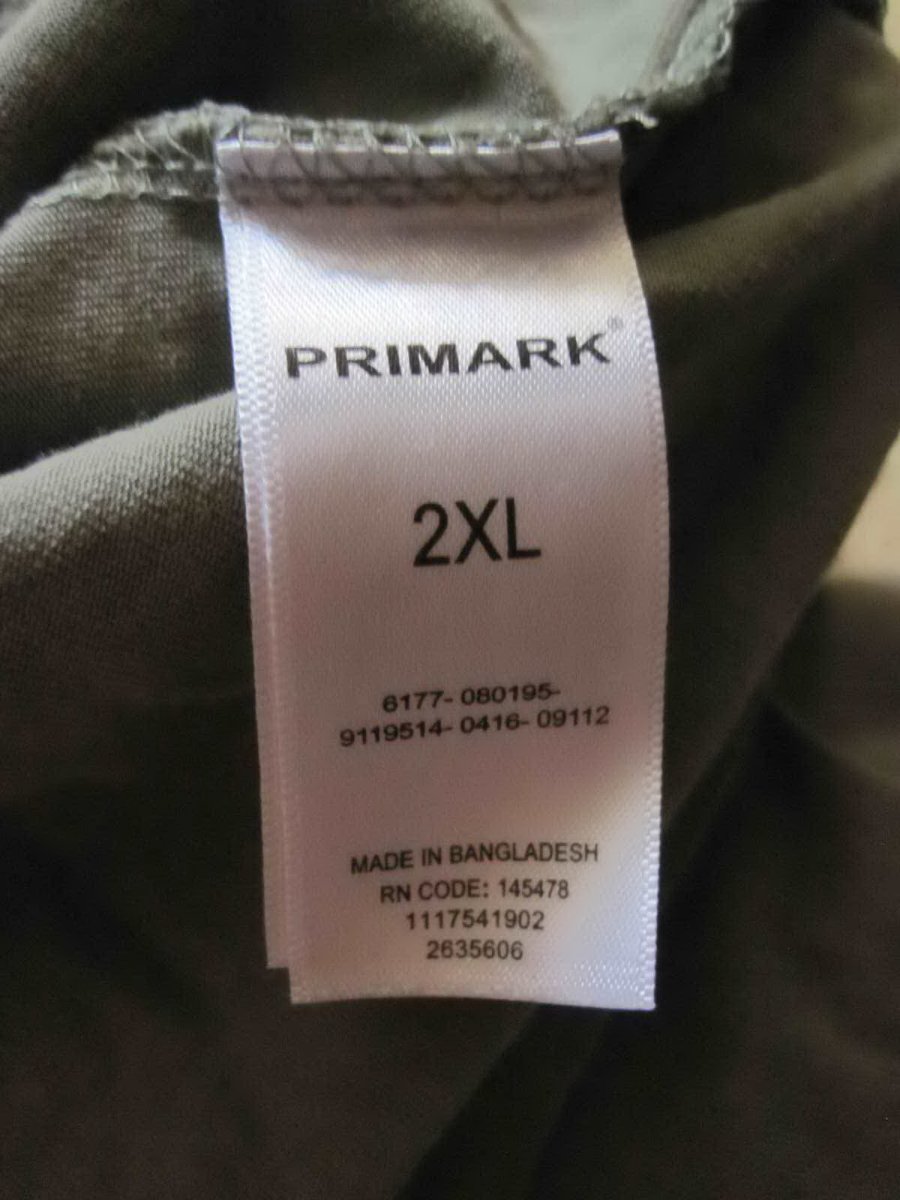 PRIMARK®
2XL
6177- 080195-
9119514- 0416- 09112
MADE IN BANGLADESH
RN CODE: 145478
1117541902
2635606